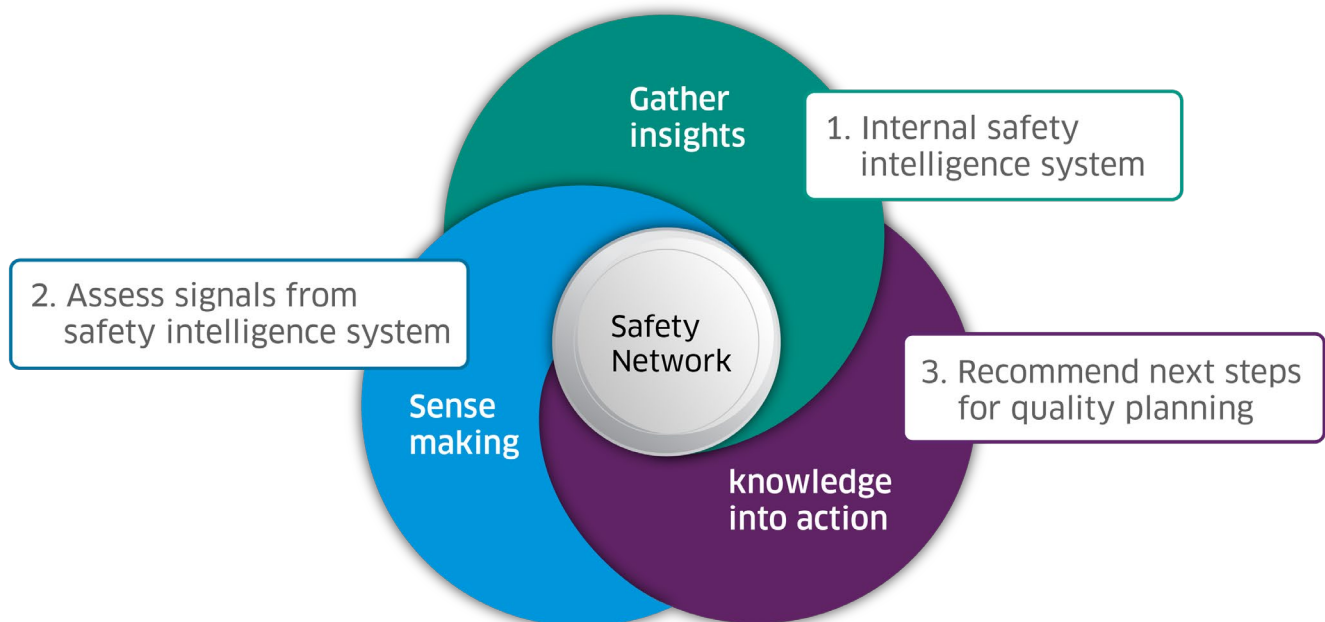 Gather
insights
1. Internal safety
intelligence system
2. Assess signals from
safety intelligence system
Safety
Network
3. Recommend next steps
for quality planning
Sense
making
knowledge
into action